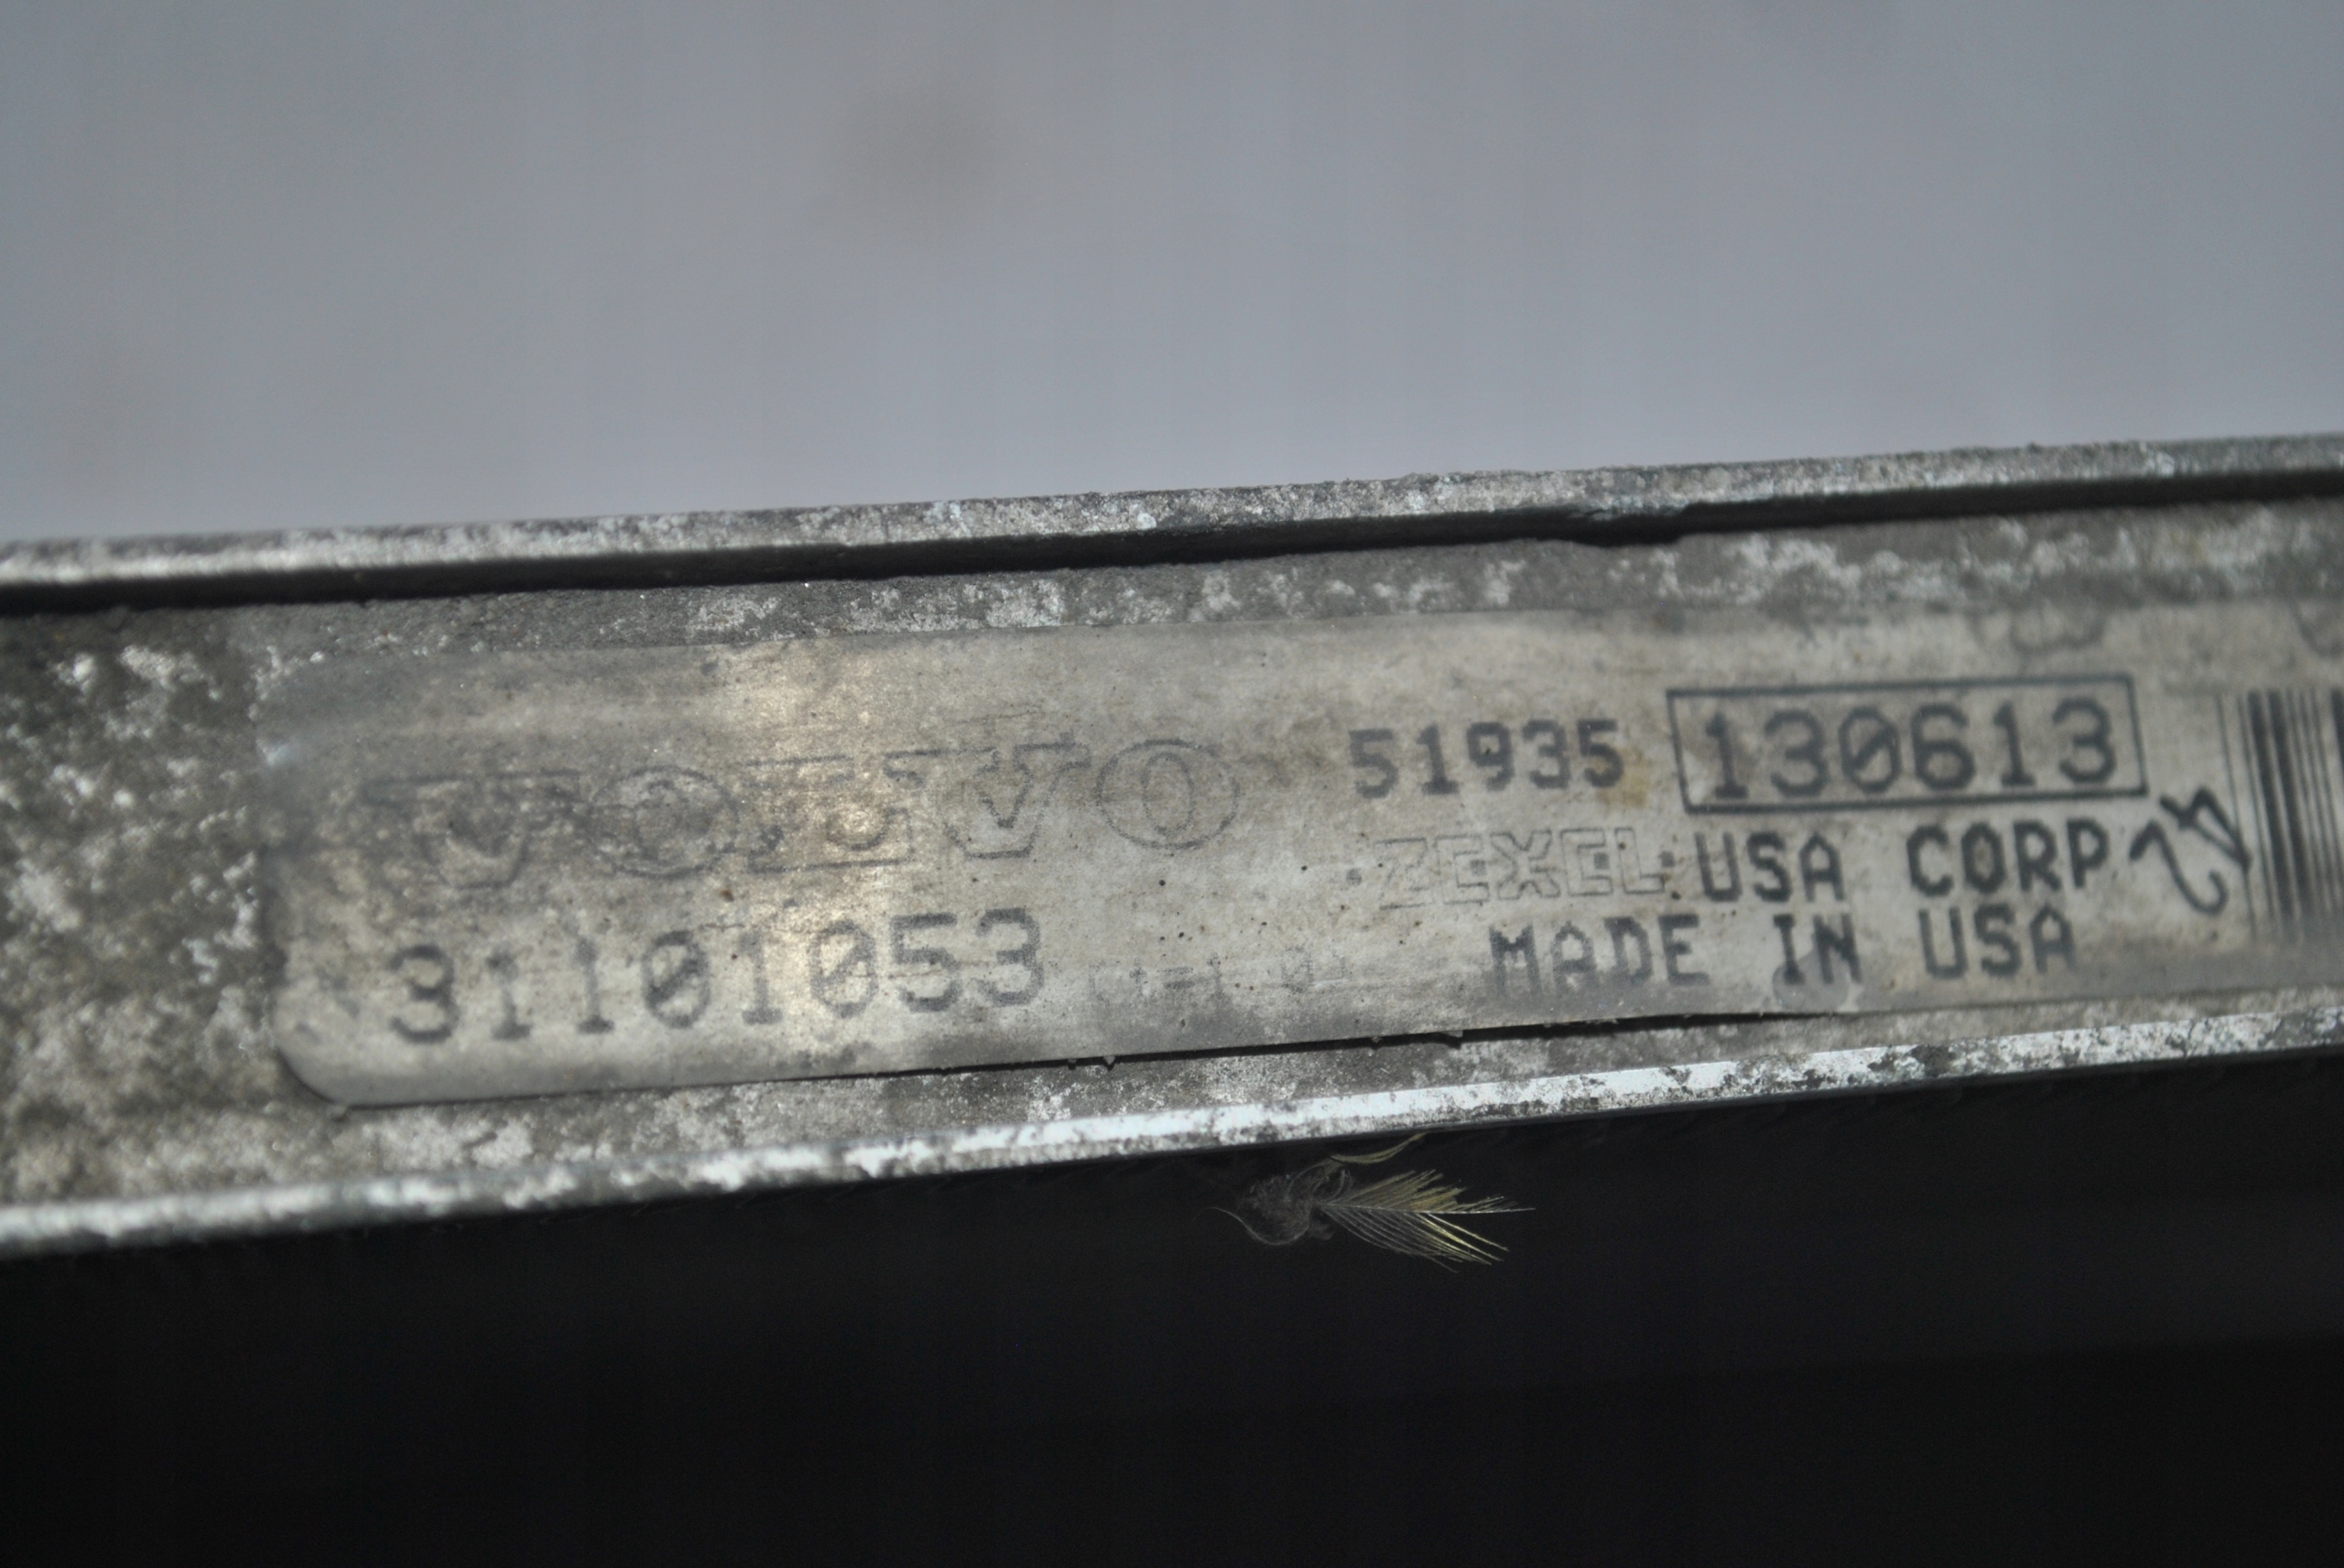 VOLVO 51935 130613
ZEXEL USA CORP
31101053 MADE IN USA